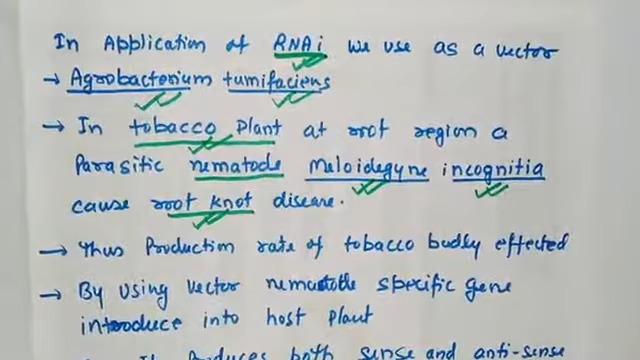 In Application of RNAi we use as a vector
→ Agrobacterium tumifaciens
→ In tobacco plant at root region a
Parasitic nematode Meloidegyne incognitia
cause root knot disease.
→ Thus Production rate of tobacco budly effected
→ By using vector nematode specific gene
introduce into host Plant
It Produces both sense and anti-sense